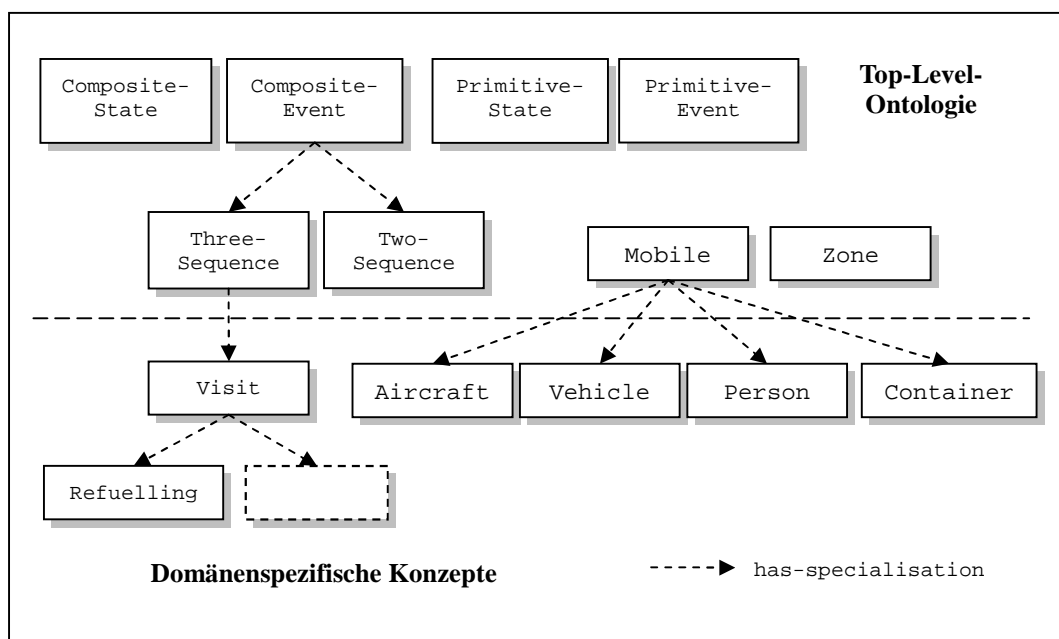 Composite-
State
Composite-
Event
Primitive-
State
Primitive-
Event
Top-Level-
Ontologie
Three-
Sequence
Two-
Sequence
Mobile
Zone
Visit
Aircraft
Vehicle
Person
Container
Refuelling
Domänenspezifische Konzepte
has-specialisation